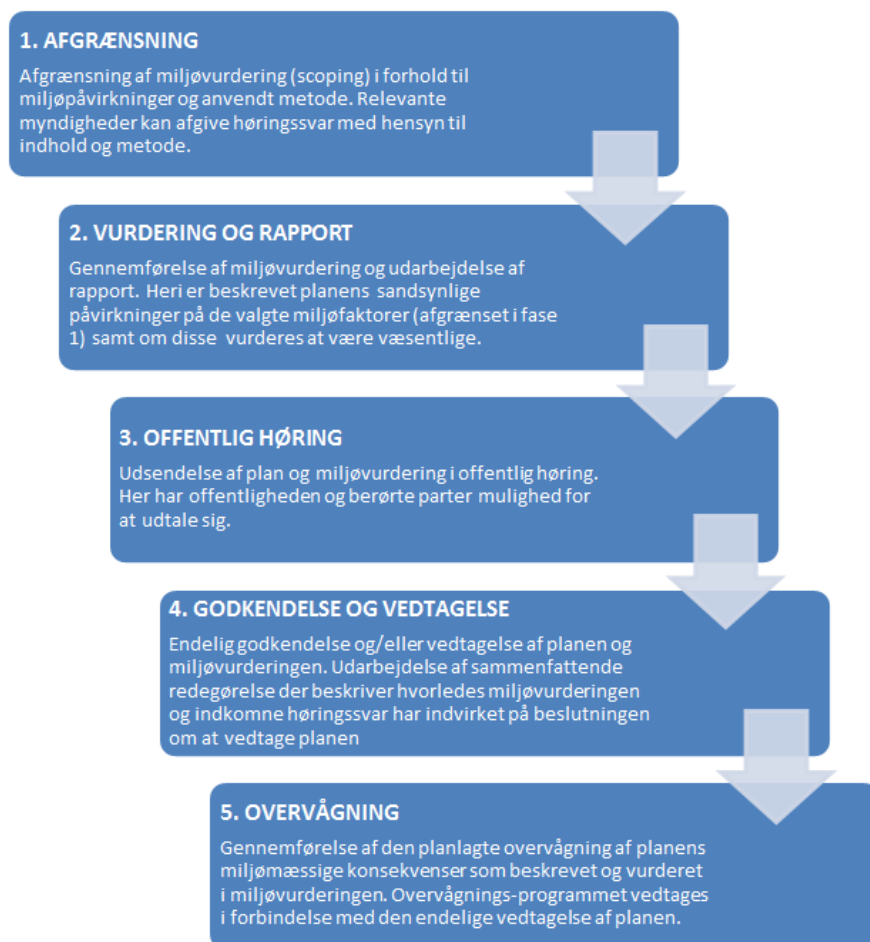 1. AFGRÆNSNING
Afgrænsning af miljøvurdering (scoping) i forhold til
miljøpåvirkninger og anvendt metode. Relevante
myndigheder kan afgive høringssvar med hensyn til
indhold og metode.
2. VURDERING OG RAPPORT
Gennemførelse af miljøvurdering og udarbejdelse af
rapport. Heri er beskrevet planens sandsynlige
påvirkninger på de valgte miljøfaktorer (afgrænset i fase
1) samt om disse vurderes at være væsentlige.
3. OFFENTLIG HØRING
Udsendelse af plan og miljøvurdering i offentlig høring.
Her har offentligheden og berørte parter mulighed for
at udtale sig.
4. GODKENDELSE OG VEDTAGELSE
Endelig godkendelse og/eller vedtagelse af planen og
miljøvurderingen. Udarbejdelse af sammenfattende
redegørelse der beskriver hvorledes miljøvurderingen
og indkomne høringssvar har indvirket på beslutningen
om at vedtage planen
5. OVERVÅGNING
Gennemførelse af den planlagte overvågning af planens
miljømæssige konsekvenser som beskrevet og vurderet
i miljøvurderingen. Overvågnings-programmet vedtages
i forbindelse med den endelige vedtagelse af planen.